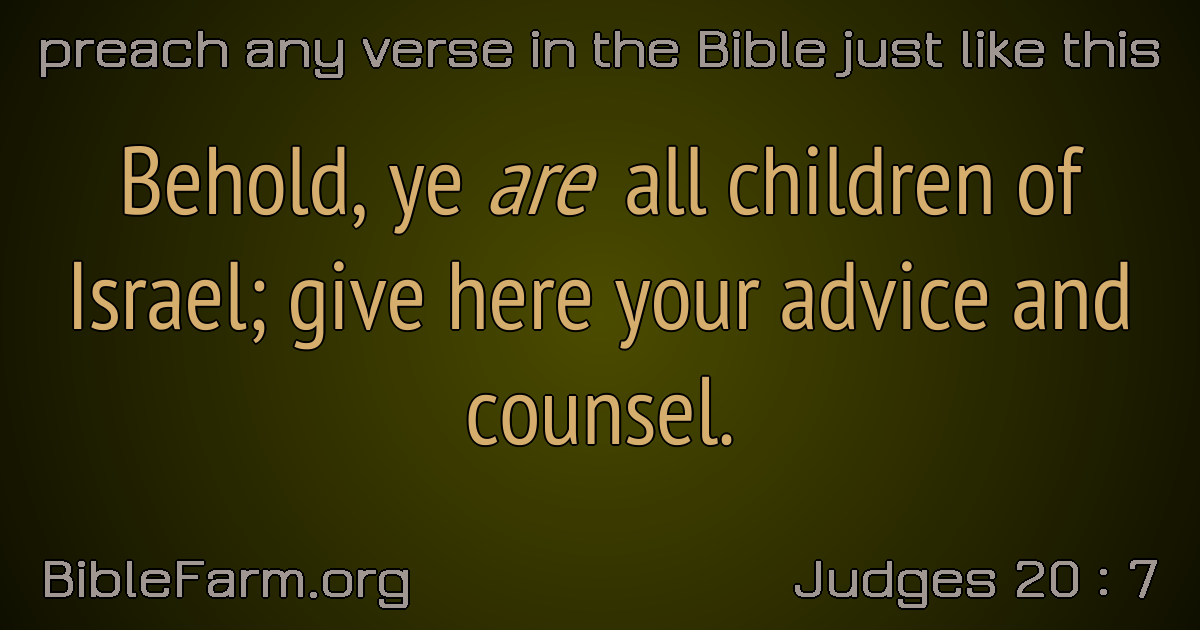 preach any verse in the Bible just like this
Behold, ye are all children of
Israel; give here your advice and
counsel.
BibleFarm.org
Judges 20 : 7